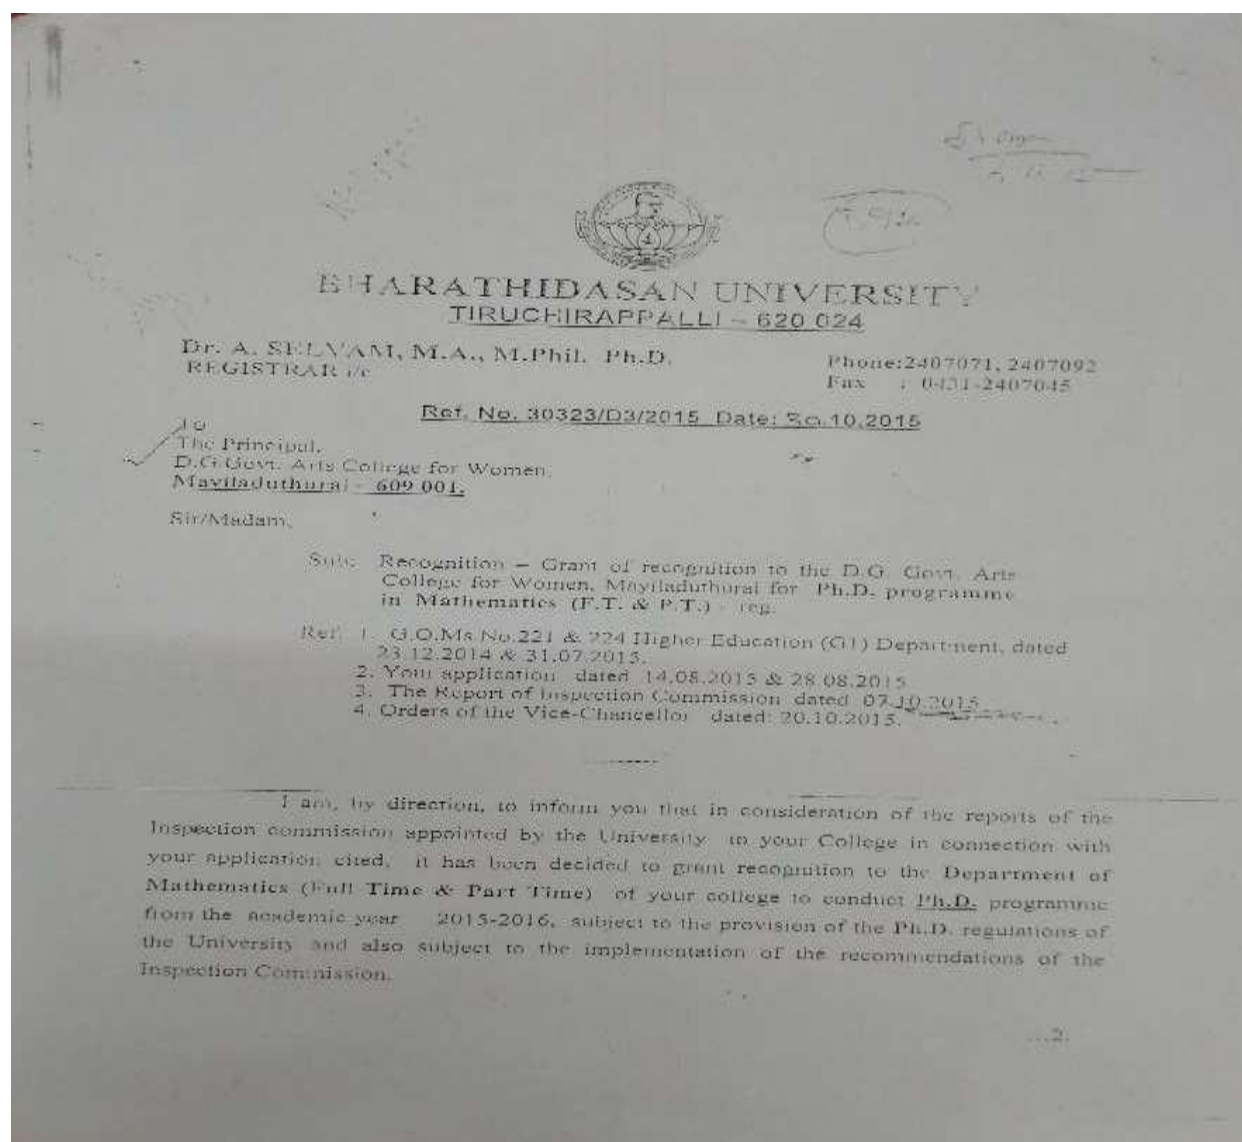 BHARATHIDASAN UNIVERSITY
TIRUCHIRAPPALLI – 620 024
Dr. A. SELVAM, M.A., M.Phil. Ph.D.
REGISTRAR i/c
Phone:2407071, 2407092
Fax : 0431-2407045
Ref. No. 30323/D3/2015 Date: .10.2015
To
The Principal,
D.G.Govt. Arts College for Women,
Mayiladuthurai - 609 001.
Sir/Madam,
Sub: Recognition – Grant of recognition to the D.G. Govt. Arts
College for Women, Mayiladuthurai for Ph.D. programme
in Mathematics (F.T. & P.T.) - reg.
Ref: 1. G.O.Ms.No.221 & 224 Higher Education (G1) Department, dated
23.12.2014 & 31.07.2015.
2. Your application dated 14.08.2015 & 28.08.2015
3. The Report of Inspection Commission dated 07.10.2015
4. Orders of the Vice-Chancellor dated: 20.10.2015.
I am, by direction, to inform you that in consideration of the reports of the
Inspection commission appointed by the University to your College in connection with
your application cited, it has been decided to grant recognition to the Department of
Mathematics (Full Time & Part Time) of your college to conduct Ph.D. programme
from the academic year 2015-2016, subject to the provision of the Ph.D. regulations of
the University and also subject to the implementation of the recommendations of the
Inspection Commission.
...2.